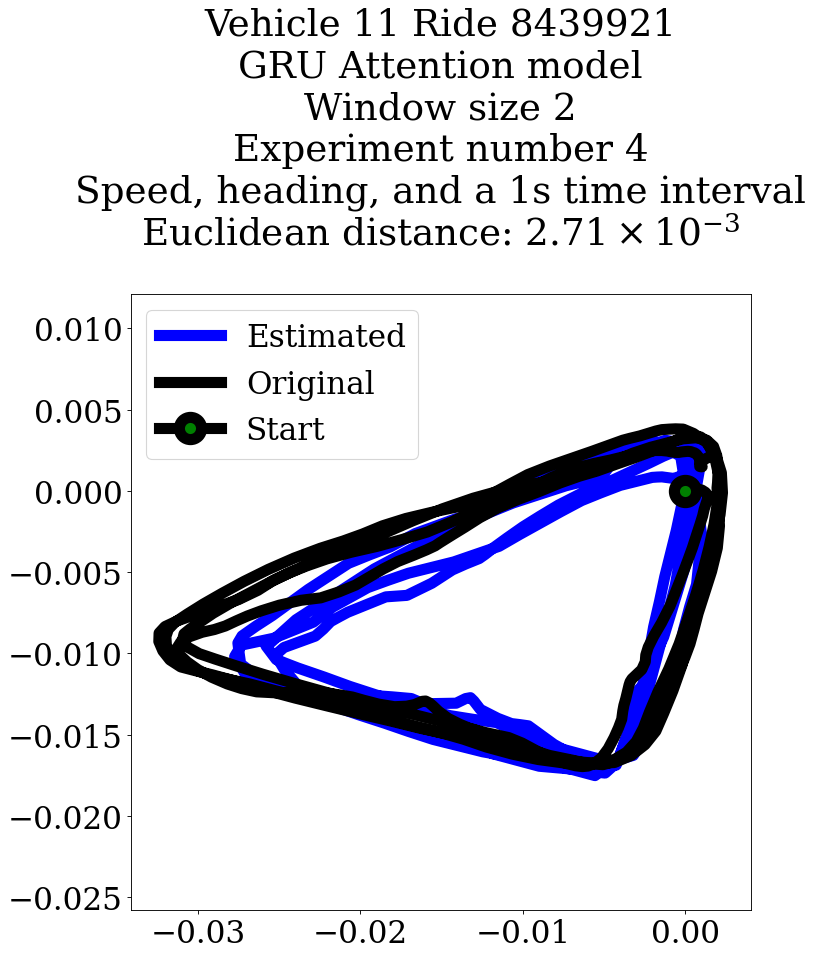 Vehicle 11 Ride 8439921
GRU Attention model
Window size 2
Experiment number 4
Speed, heading, and a 1s time interval
Euclidean distance: 2.71 × 10⁻³
Estimated
Original
Start
0.010
0.005
0.000
−0.005
−0.010
−0.015
−0.020
−0.025
−0.03 −0.02 −0.01 0.00